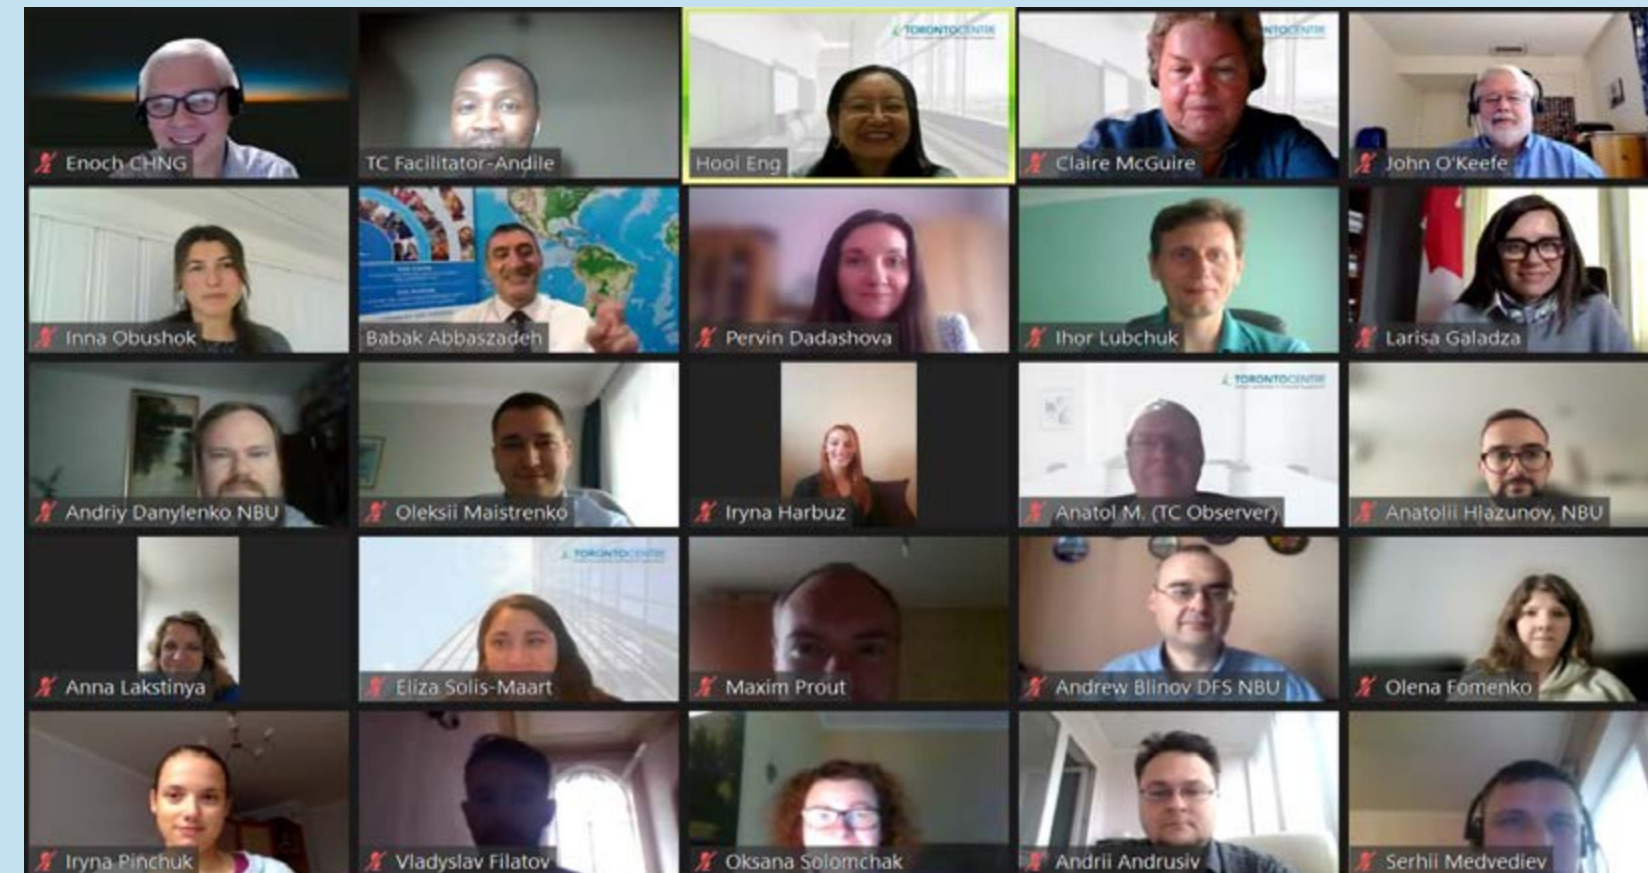 TORONTOCENTRE
NTOCENTRE
Enoch CHNG
TC Facilitator-Andile
Hooi Eng
Claire McGuire
John O'Keefe
Inna Obushok
Babak Abbaszadeh
Pervin Dadashova
Ihor Lubchuk
Larisa Galadza
TORONTOCENTRE
Andriy Danylenko NBU
Oleksii Maistrenko
Iryna Harbuz
Anatol M. (TC Observer)
Anatolii Hlazunov, NBU
TORONTOCENTRE
Anna Lakstinya
Eliza Solis-Maart
Maxim Prout
Andrew Blinov DFS NBU
Olena Fomenko
Iryna Pinchuk
Vladyslav Filatov
Oksana Solomchak
Andrii Andrusiv
Serhii Medvediev